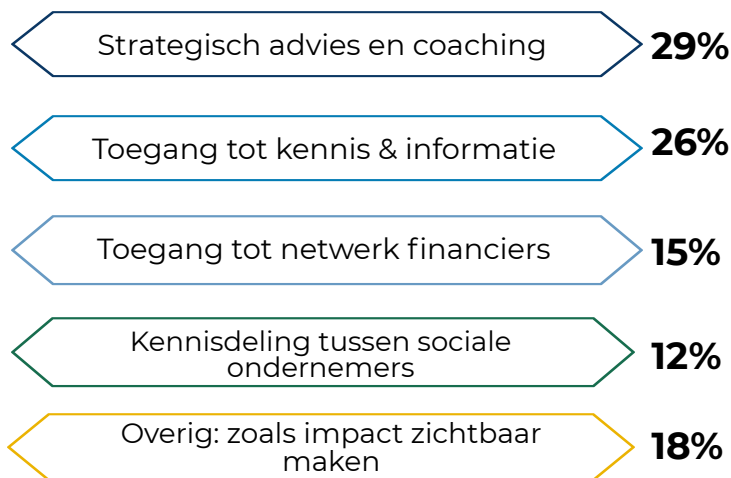 Strategisch advies en coaching 29%
Toegang tot kennis & informatie 26%
Toegang tot netwerk financiers 15%
Kennisdeling tussen sociale
ondernemers 12%
Overig: zoals impact zichtbaar
maken 18%